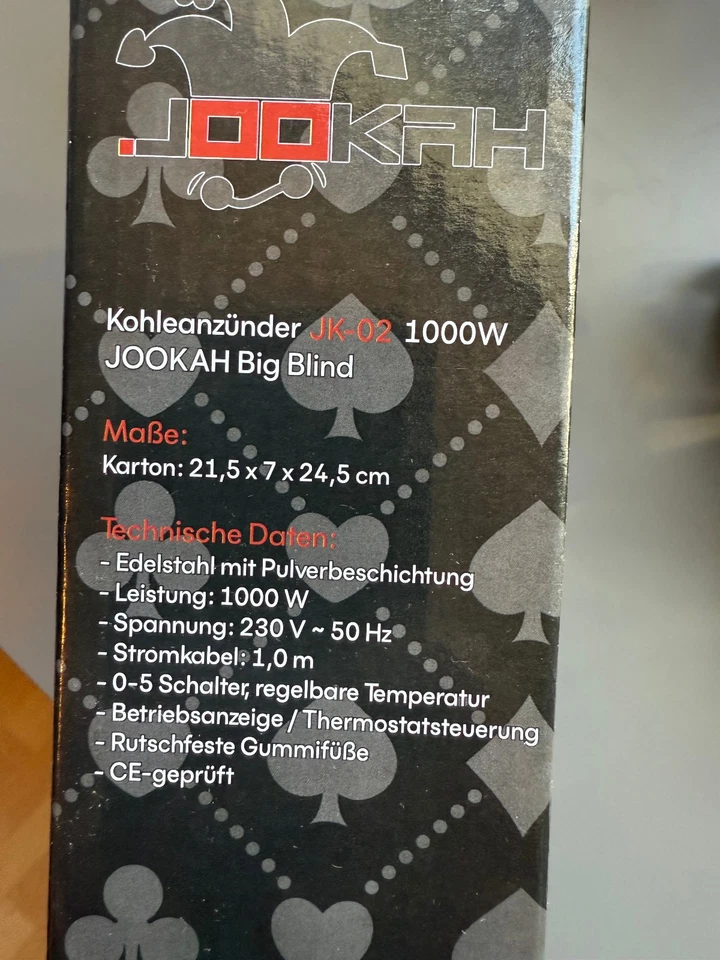 JOOKAH
Kohleanzünder JK-02 1000W
JOOKAH Big Blind
Maße:
Karton: 21,5 x 7 x 24,5 cm
Technische Daten:
- Edelstahl mit Pulverbeschichtung
- Leistung: 1000 W
- Spannung: 230 V ~ 50 Hz
- Stromkabel: 1,0 m
- 0-5 Schalter, regelbare Temperatur
- Betriebsanzeige / Thermostatsteuerung
- Rutschfeste Gummifüße
- CE-geprüft